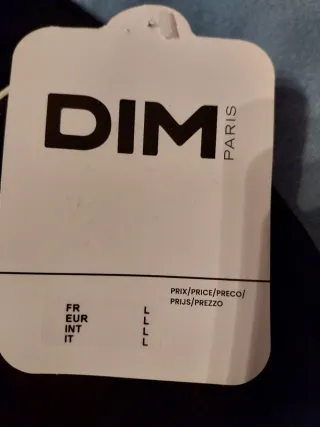 DIM
PARIS
PRIX/PRICE/PRECO/
PRIJS/PREZZO
FR L
EUR L
INT L
IT L